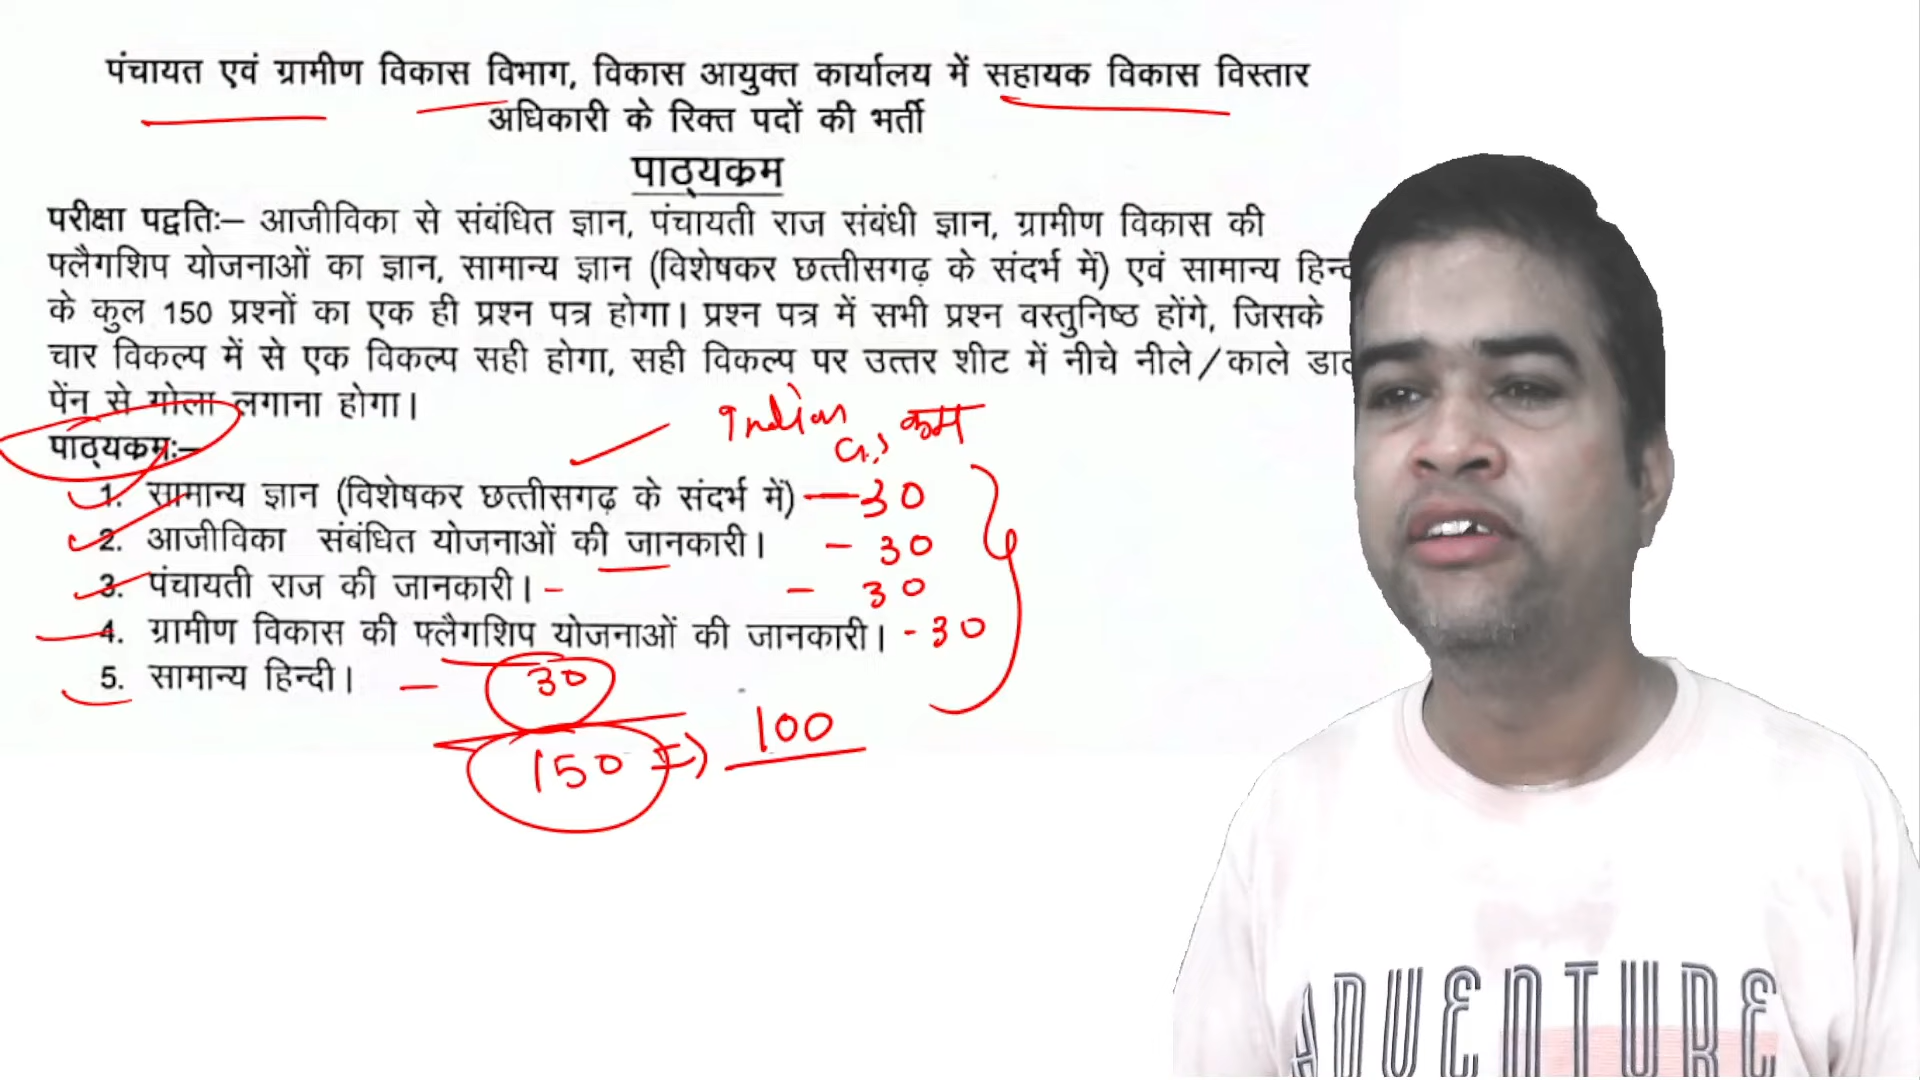 पंचायत एवं ग्रामीण विकास विभाग, विकास आयुक्त कार्यालय में सहायक विकास विस्तार
अधिकारी के रिक्त पदों की भर्ती
पाठ्यक्रम
परीक्षा पद्वतिः– आजीविका से संबंधित ज्ञान, पंचायती राज संबंधी ज्ञान, ग्रामीण विकास की
फ्लैगशिप योजनाओं का ज्ञान, सामान्य ज्ञान (विशेषकर छत्तीसगढ़ के संदर्भ में) एवं सामान्य
के कुल 150 प्रश्नों का एक ही प्रश्न पत्र होगा। प्रश्न पत्र में सभी प्रश्न वस्तुनिष्ठ होंगे, जिसके
चार विकल्प में से एक विकल्प सही होगा, सही विकल्प पर उत्तर शीट में नीचे नीले/काले
पेंन से गोला लगाना होगा।
Indian
कम
पाठ्यक्रमः–
1. सामान्य ज्ञान (विशेषकर छत्तीसगढ़ के संदर्भ में) — 30
2. आजीविका संबंधित योजनाओं की जानकारी। – 30
3. पंचायती राज की जानकारी। – – 30
4. ग्रामीण विकास की फ्लैगशिप योजनाओं की जानकारी। - 30
5. सामान्य हिन्दी। – 30
150 => 100
ADVENTURE